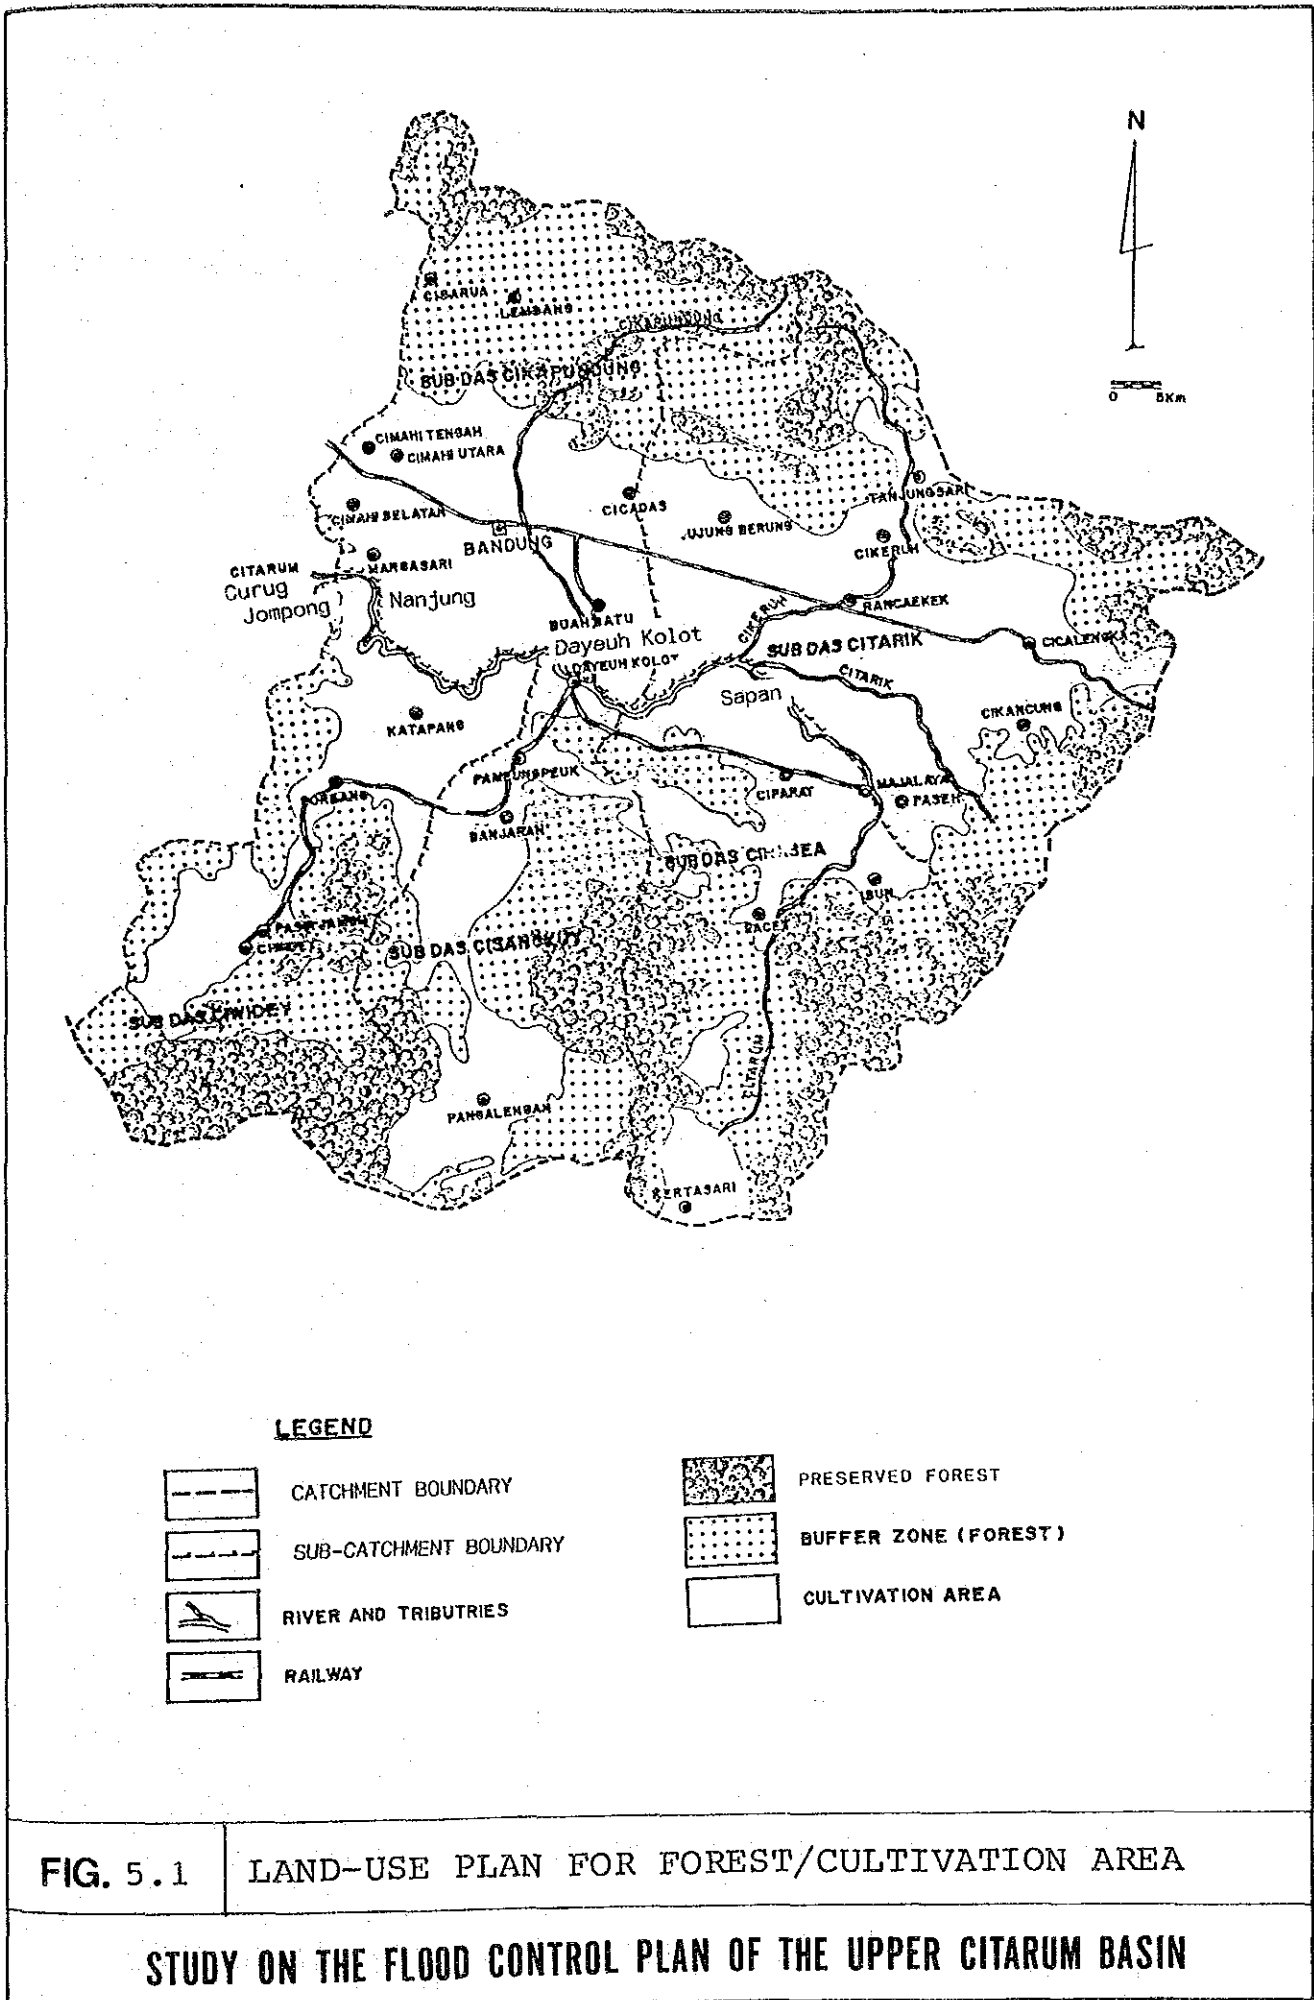 N
0 5Km
CISARUA
LEMBANG
SUB DAS CIKAPUNDUNG
CIMAHI TENGAH
CIMAHI UTARA
CIMAHI SELATAN
CICADAS
UJUNG BERUNG
TANJUNGSARI
CIKERUH
BANDUNG
CITARUM
MARGASARI
Curug
Jompong
Nanjung
BUAHBATU
Dayeuh Kolot
DAYEUH KOLOT
CIKERUH
RANCAEKEK
SUB DAS CITARIK
CICALENGKA
CITARIK
Sapan
CIKANCUNG
KATAPANG
PAMEUNGPEUK
CIPARAY
MAJALAYA
PASEH
BANJARAN
IBUN
PACET
SUB DAS CISANGKUY
SUB DAS CIWIDEY
CITARUM
PANGALENGAN
KERTASARI
LEGEND
CATCHMENT BOUNDARY
SUB-CATCHMENT BOUNDARY
RIVER AND TRIBUTRIES
RAILWAY
PRESERVED FOREST
BUFFER ZONE (FOREST)
CULTIVATION AREA
FIG. 5.1
LAND-USE PLAN FOR FOREST/CULTIVATION AREA
STUDY ON THE FLOOD CONTROL PLAN OF THE UPPER CITARUM BASIN